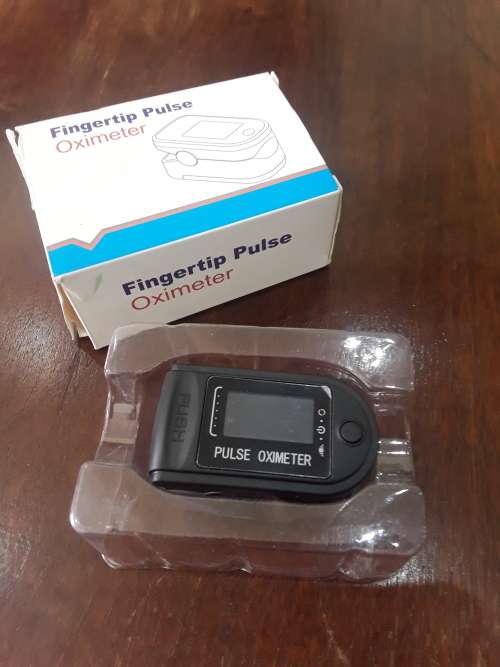 Fingertip Pulse
Oximeter
Fingertip Pulse
Oximeter
PUSH
PULSE OXIMETER